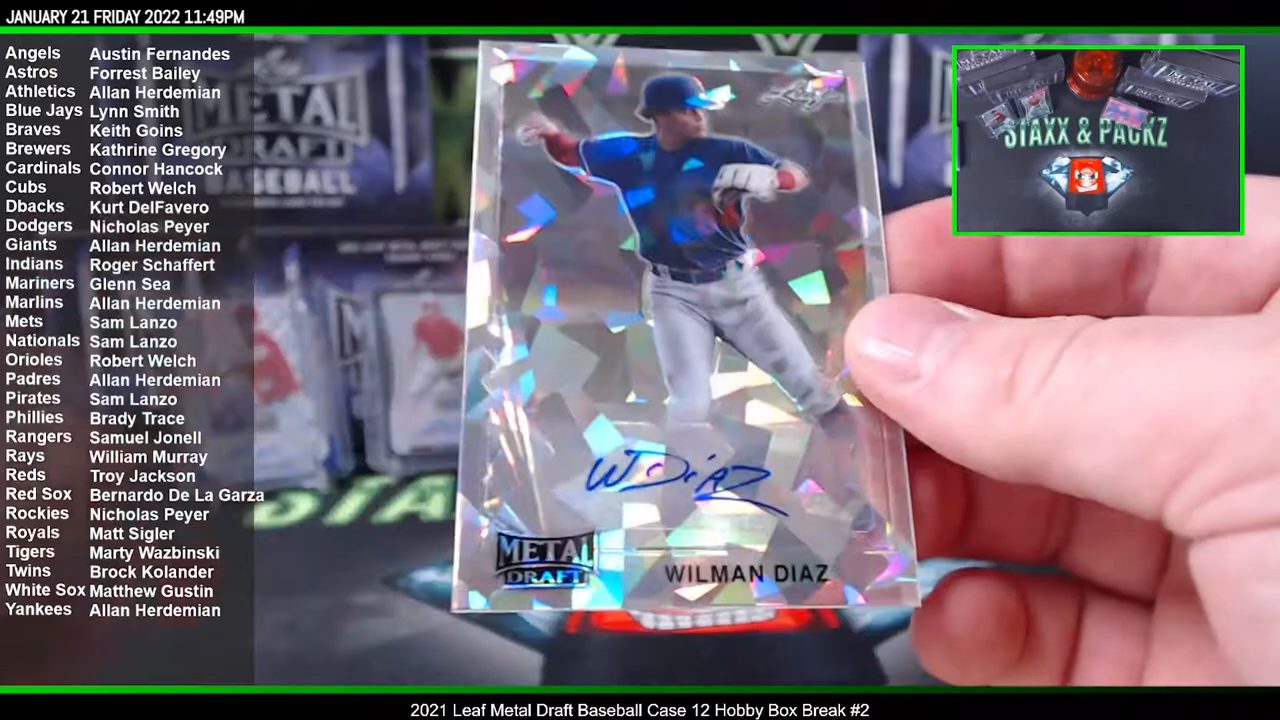 JANUARY 21 FRIDAY 2022 11:49PM
Angels Austin Fernandes
Astros Forrest Bailey
Athletics Allan Herdemian
Blue Jays Lynn Smith
Braves Keith Goins
Brewers Kathrine Gregory
Cardinals Connor Hancock
Cubs Robert Welch
Dbacks Kurt DelFavero
Dodgers Nicholas Peyer
Giants Allan Herdemian
Indians Roger Schaffert
Mariners Glenn Sea
Marlins Allan Herdemian
Mets Sam Lanzo
Nationals Sam Lanzo
Orioles Robert Welch
Padres Allan Herdemian
Pirates Sam Lanzo
Phillies Brady Trace
Rangers Samuel Jonell
Rays William Murray
Reds Troy Jackson
Red Sox Bernardo De La Garza
Rockies Nicholas Peyer
Royals Matt Sigler
Tigers Marty Wazbinski
Twins Brock Kolander
White Sox Matthew Gustin
Yankees Allan Herdemian
METAL
DRAFT
BASEBALL
Leaf
W Diaz
METAL
DRAFT
WILMAN DIAZ
STAXX & PACKZ
2021 Leaf Metal Draft Baseball Case 12 Hobby Box Break #2